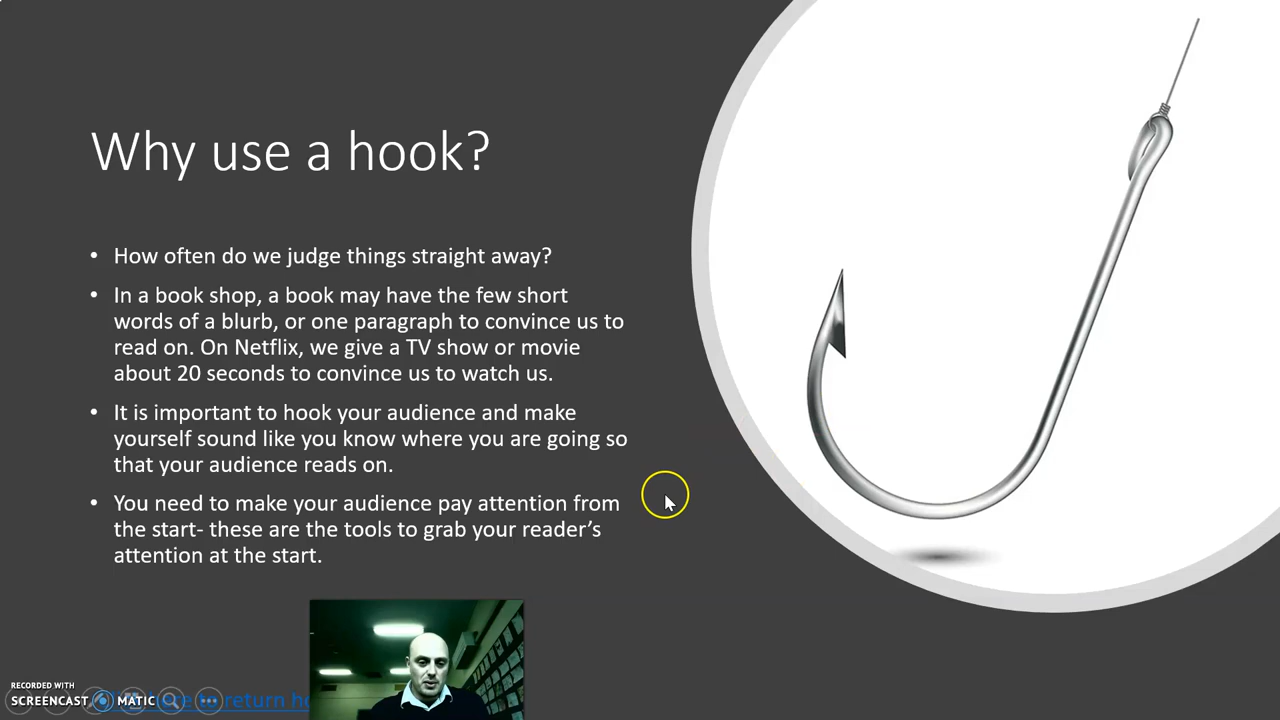 Why use a hook?
• How often do we judge things straight away?
• In a book shop, a book may have the few short
words of a blurb, or one paragraph to convince us to
read on. On Netflix, we give a TV show or movie
about 20 seconds to convince us to watch us.
• It is important to hook your audience and make
yourself sound like you know where you are going so
that your audience reads on.
• You need to make your audience pay attention from
the start- these are the tools to grab your reader's
attention at the start.
RECORDED WITH
SCREENCAST MATIC
to return